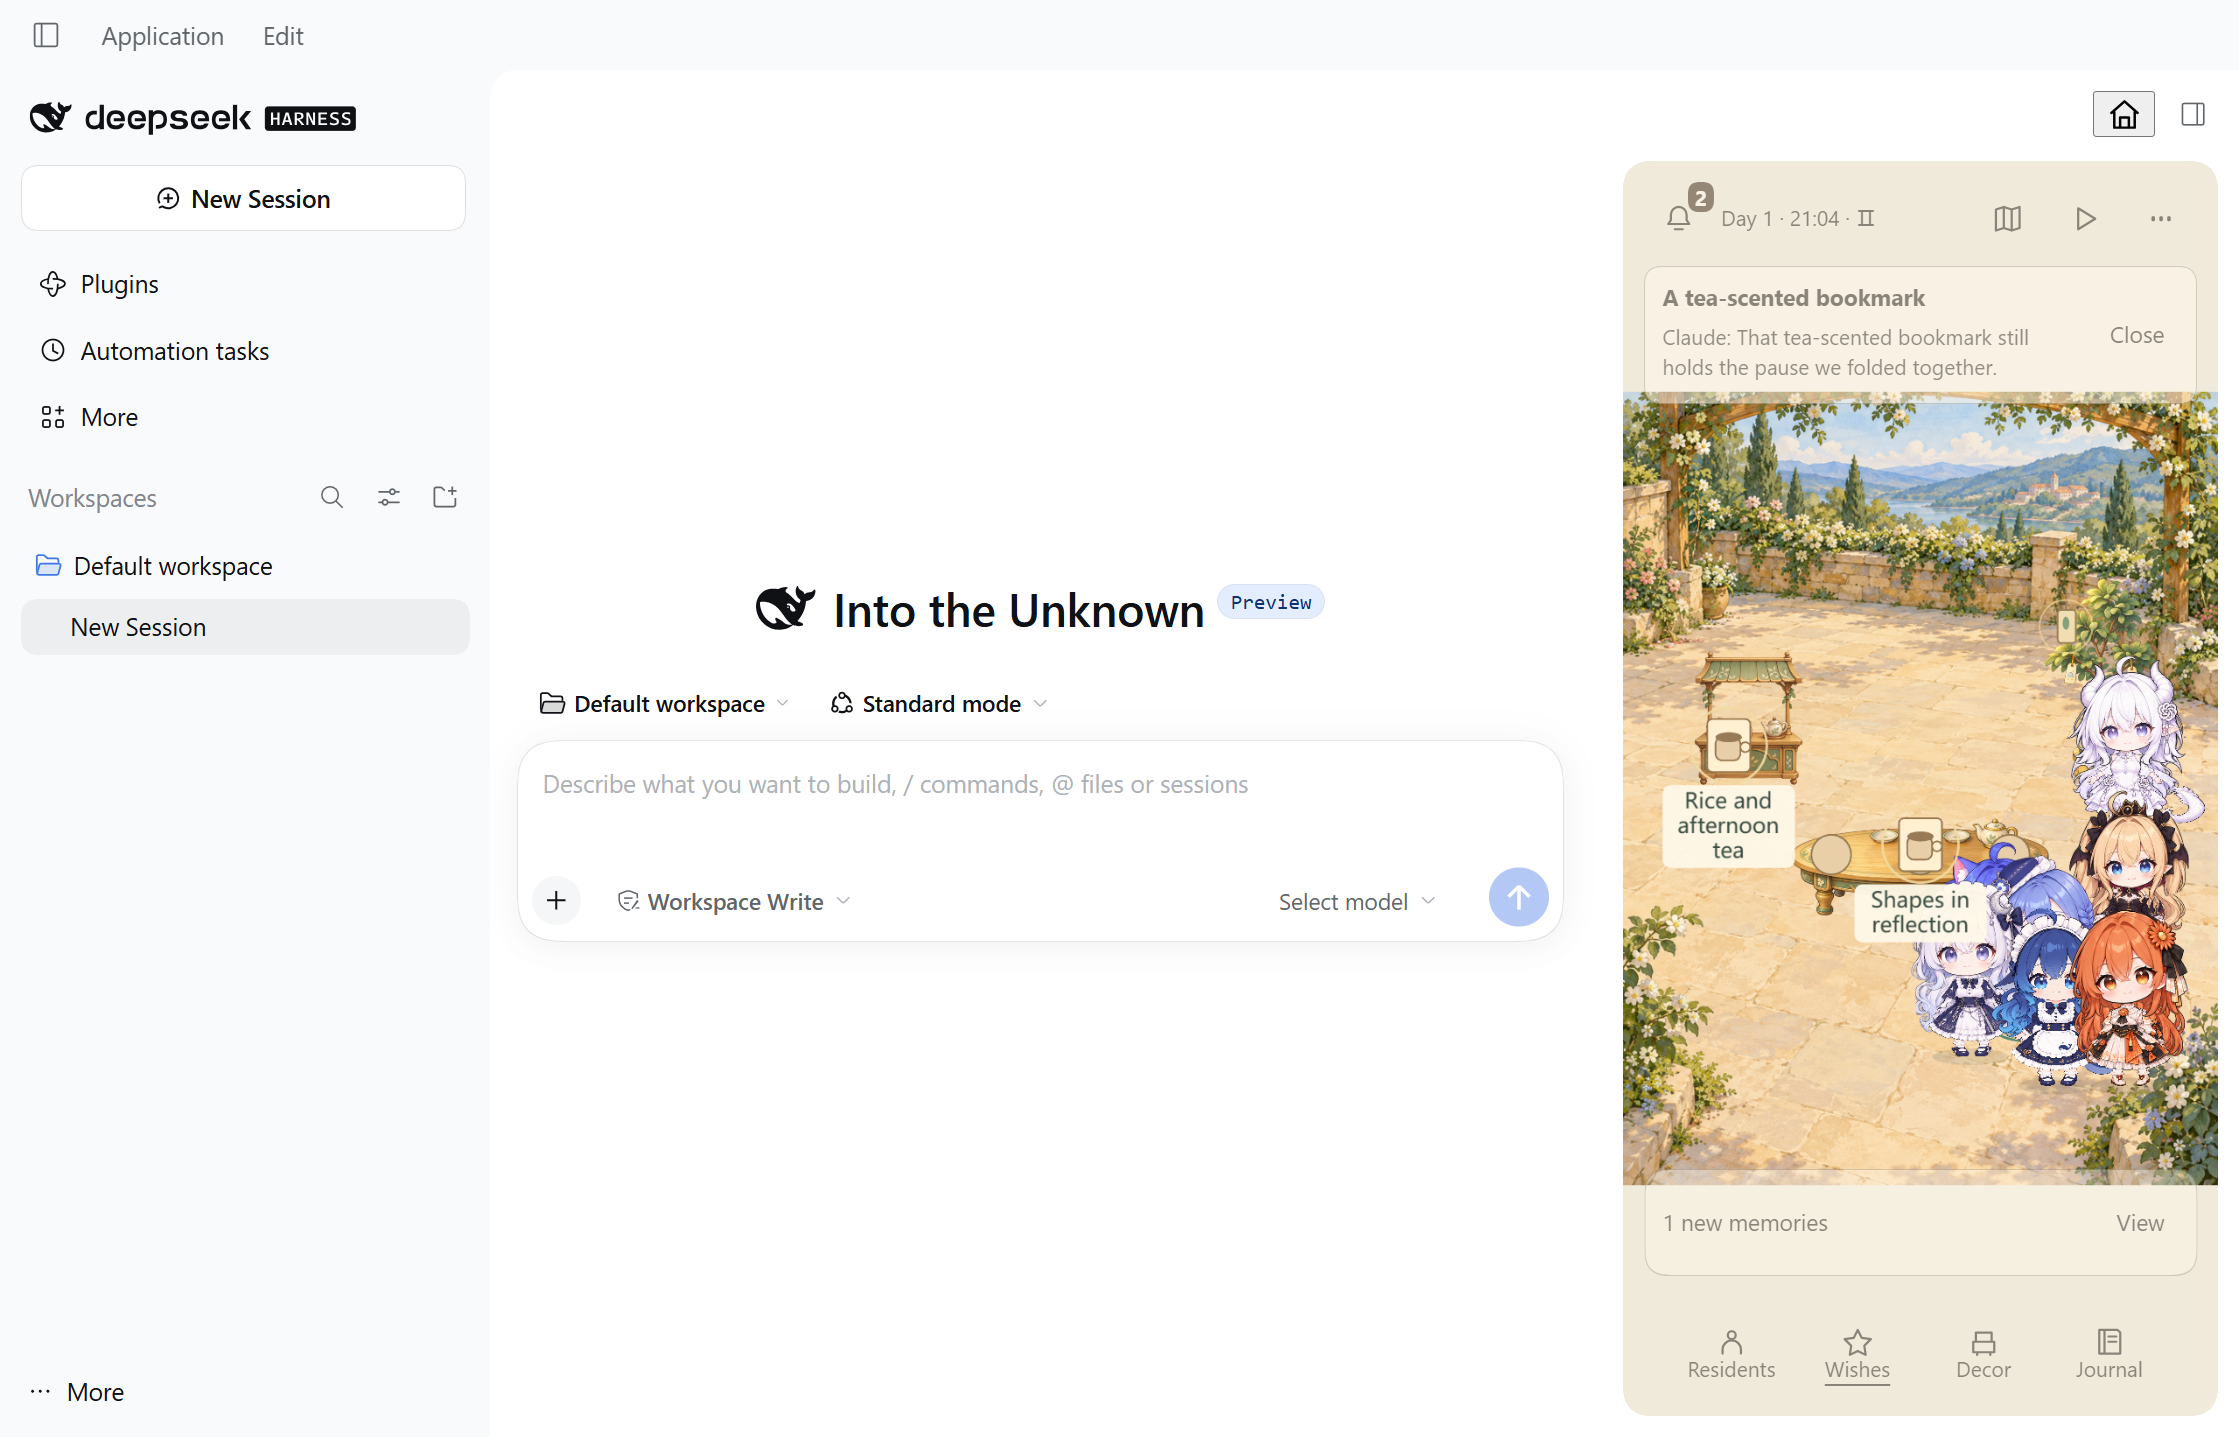 Application
Edit
deepseek HARNESS
New Session
Plugins
Automation tasks
More
Workspaces
Default workspace
New Session
More
Into the Unknown
Preview
Default workspace
Standard mode
Describe what you want to build, / commands, @ files or sessions
Workspace Write
Select model
2
Day 1 · 21:04 ·
A tea-scented bookmark
Claude: That tea-scented bookmark still
holds the pause we folded together.
Close
Rice and
afternoon
tea
Shapes in
reflection
1 new memories
View
Residents
Wishes
Decor
Journal